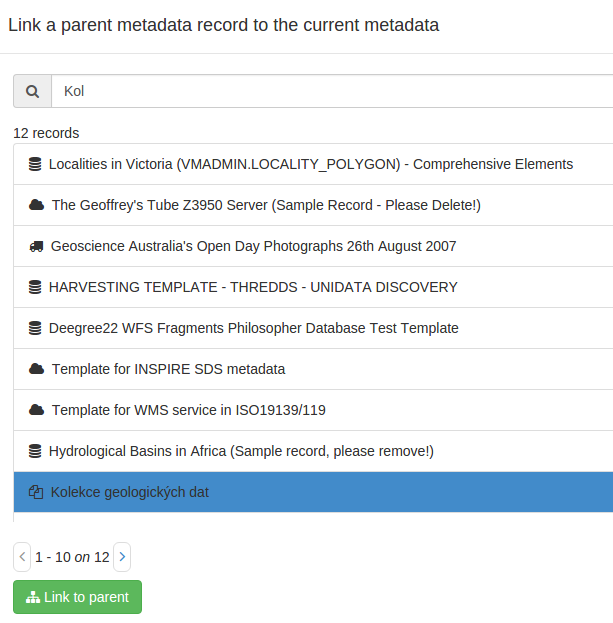 Link a parent metadata record to the current metadata
Kol
12 records
Localities in Victoria (VMADMIN.LOCALITY_POLYGON) - Comprehensive Elements
The Geoffrey's Tube Z3950 Server (Sample Record - Please Delete!)
Geoscience Australia's Open Day Photographs 26th August 2007
HARVESTING TEMPLATE - THREDDS - UNIDATA DISCOVERY
Deegree22 WFS Fragments Philosopher Database Test Template
Template for INSPIRE SDS metadata
Template for WMS service in ISO19139/119
Hydrological Basins in Africa (Sample record, please remove!)
Kolekce geologických dat
1 - 10 on 12
Link to parent